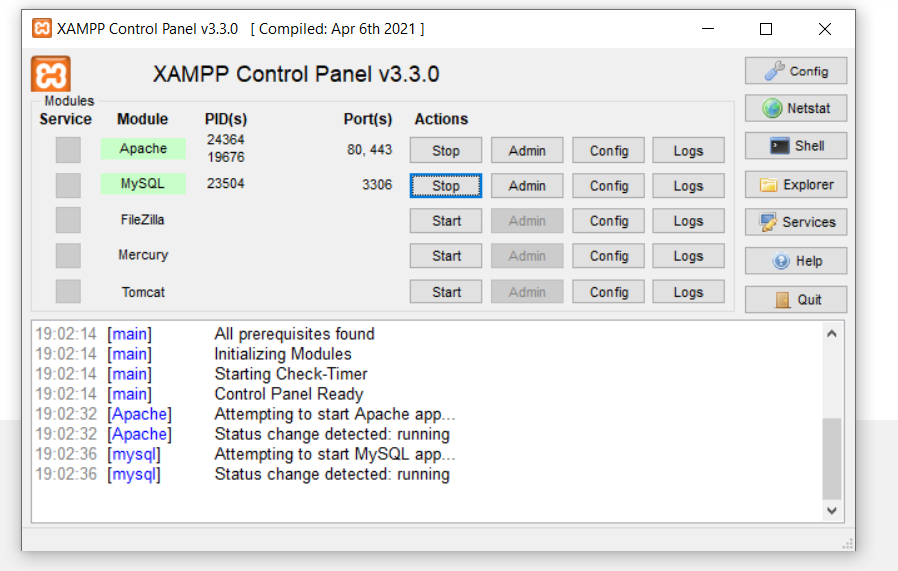 XAMPP Control Panel v3.3.0 [ Compiled: Apr 6th 2021 ]
XAMPP Control Panel v3.3.0
Config
Modules
Service Module PID(s) Port(s) Actions
Netstat
Apache 24364 19676 80, 443 Stop Admin Config Logs
Shell
MySQL 23504 3306 Stop Admin Config Logs
Explorer
FileZilla Start Admin Config Logs
Services
Mercury Start Admin Config Logs
Help
Tomcat Start Admin Config Logs
Quit
19:02:14 [main] All prerequisites found
19:02:14 [main] Initializing Modules
19:02:14 [main] Starting Check-Timer
19:02:14 [main] Control Panel Ready
19:02:32 [Apache] Attempting to start Apache app...
19:02:32 [Apache] Status change detected: running
19:02:36 [mysql] Attempting to start MySQL app...
19:02:36 [mysql] Status change detected: running